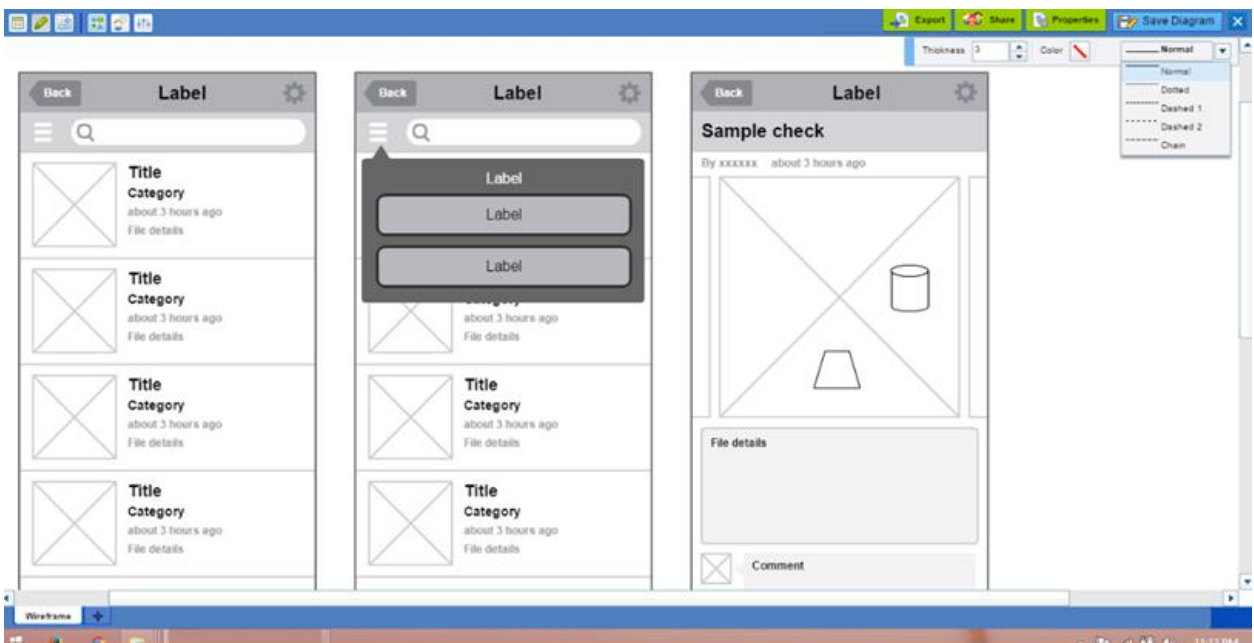 Export Share Properties Save Diagram
Thickness 3 Color Normal
Normal
Dotted
Dashed 1
Dashed 2
Chain
Back Label
Title
Category
about 3 hours ago
File details
Title
Category
about 3 hours ago
File details
Title
Category
about 3 hours ago
File details
Title
Category
about 3 hours ago
File details
Back Label
Label
Label
Label
about 3 hours ago
File details
Title
Category
about 3 hours ago
File details
Title
Category
about 3 hours ago
File details
Back Label
Sample check
By xxxxxx about 3 hours ago
File details
Comment
Wireframe
11:13 PM